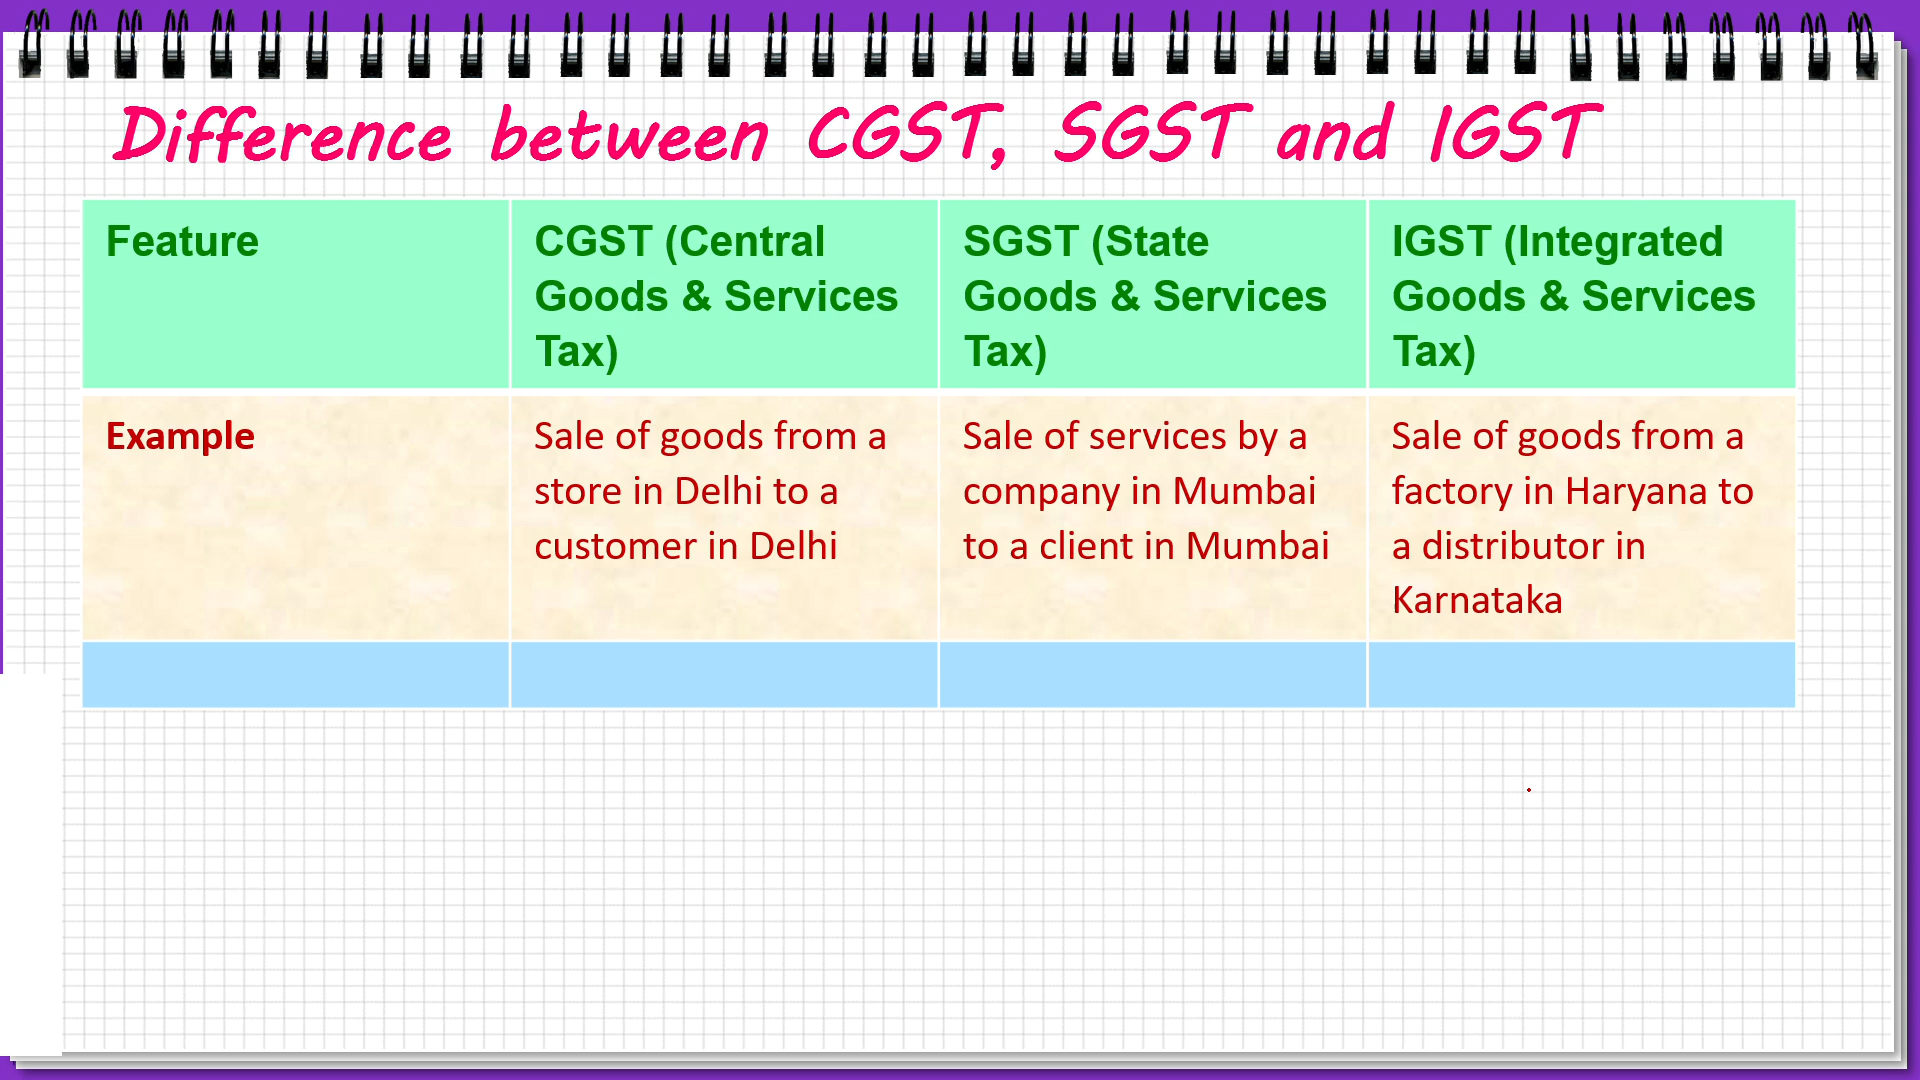 Difference between CGST, SGST and IGST
Feature
CGST (Central
Goods & Services
Tax)
SGST (State
Goods & Services
Tax)
IGST (Integrated
Goods & Services
Tax)
Example
Sale of goods from a
store in Delhi to a
customer in Delhi
Sale of services by a
company in Mumbai
to a client in Mumbai
Sale of goods from a
factory in Haryana to
a distributor in
Karnataka